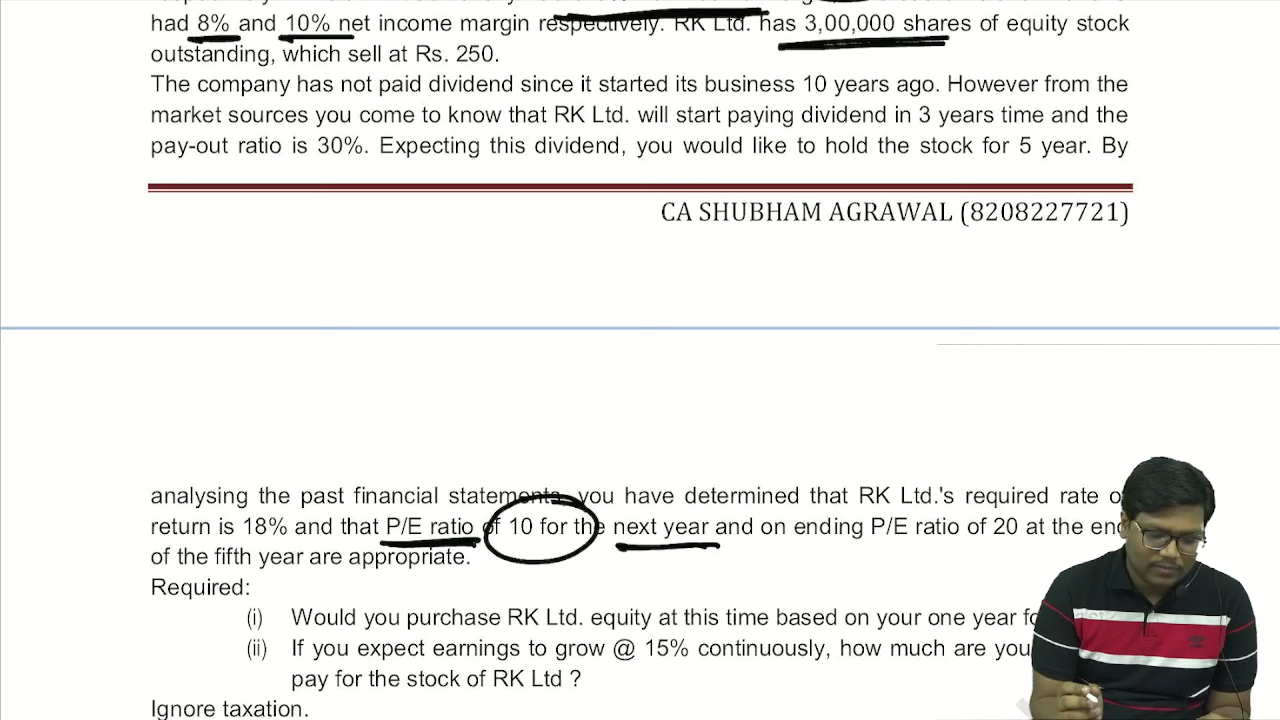 had 8% and 10% net income margin respectively. RK Ltd. has 3,00,000 shares of equity stock
outstanding, which sell at Rs. 250.
The company has not paid dividend since it started its business 10 years ago. However from the
market sources you come to know that RK Ltd. will start paying dividend in 3 years time and the
pay-out ratio is 30%. Expecting this dividend, you would like to hold the stock for 5 year. By
CA SHUBHAM AGRAWAL (8208227721)
analysing the past financial statements, you have determined that RK Ltd.'s required rate o
return is 18% and that P/E ratio of 10 for the next year and on ending P/E ratio of 20 at the end
of the fifth year are appropriate.
Required:
(i) Would you purchase RK Ltd. equity at this time based on your one year
(ii) If you expect earnings to grow @ 15% continuously, how much are you
pay for the stock of RK Ltd ?
Ignore taxation.